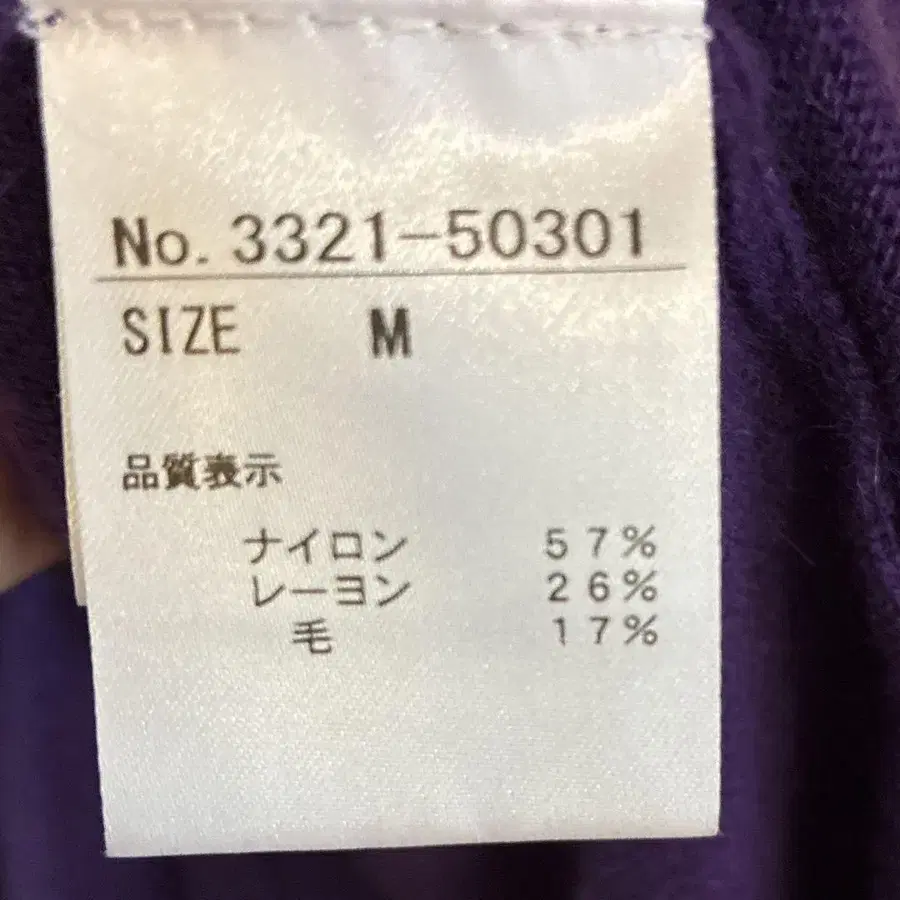 No. 3321-50301
SIZE M
品質表示
ナイロン 57%
レーヨン 26%
毛 17%